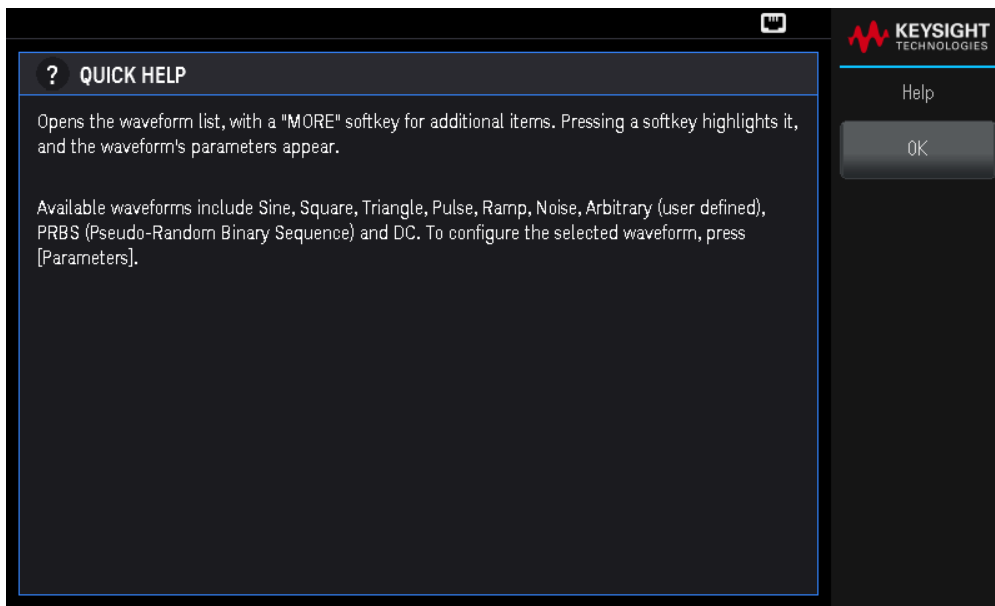 KEYSIGHT
TECHNOLOGIES
? QUICK HELP
Help
Opens the waveform list, with a "MORE" softkey for additional items. Pressing a softkey highlights it,
and the waveform's parameters appear.
OK
Available waveforms include Sine, Square, Triangle, Pulse, Ramp, Noise, Arbitrary (user defined),
PRBS (Pseudo-Random Binary Sequence) and DC. To configure the selected waveform, press
[Parameters].